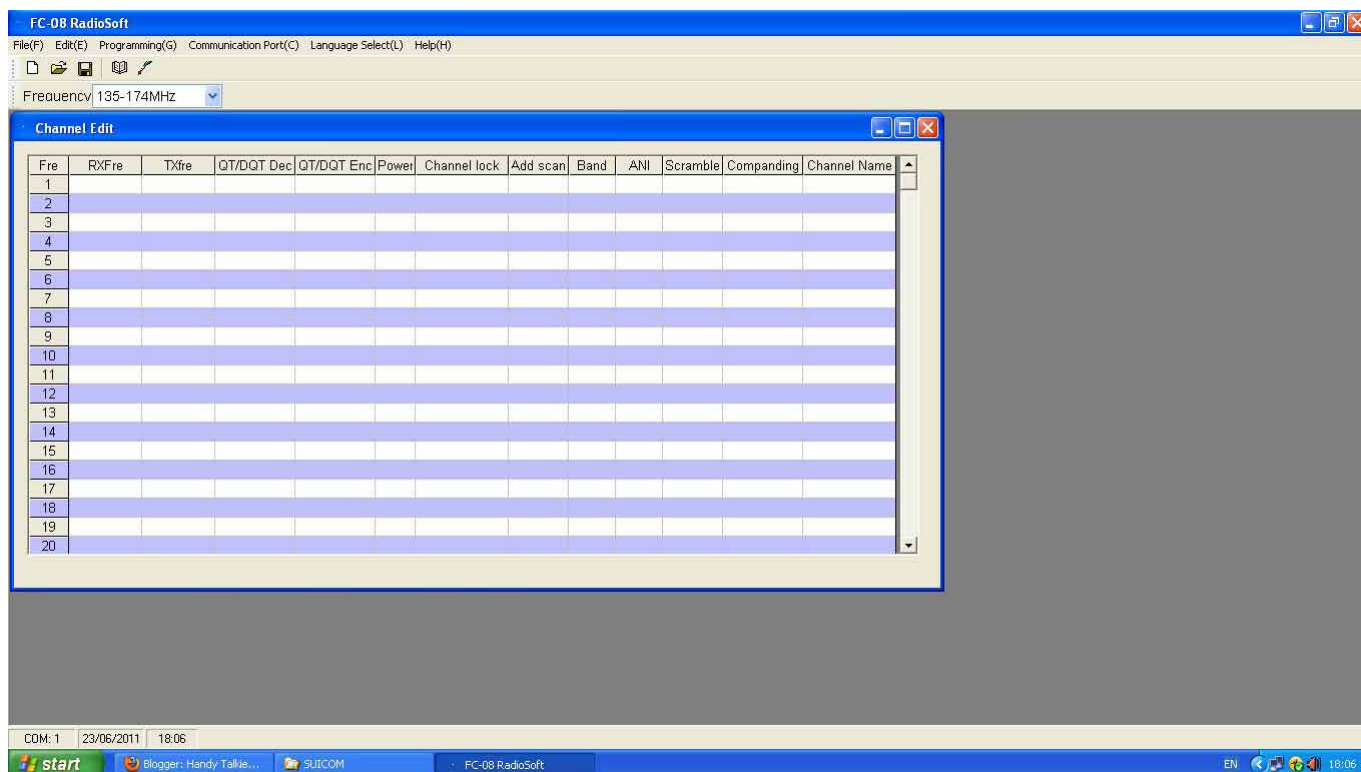 FC-08 RadioSoft
File(F) Edit(E) Programming(G) Communication Port(C) Language Select(L) Help(H)
Frequency 135-174MHz
Channel Edit
Fre RXFre TXfre QT/DQT Dec QT/DQT Enc Power Channel lock Add scan Band ANI Scramble Companding Channel Name
1
2
3
4
5
6
7
8
9
10
11
12
13
14
15
16
17
18
19
20
COM: 1 23/06/2011 18:06
start Blogger: Handy Talkie... SUICOM FC-08 RadioSoft EN 18:06